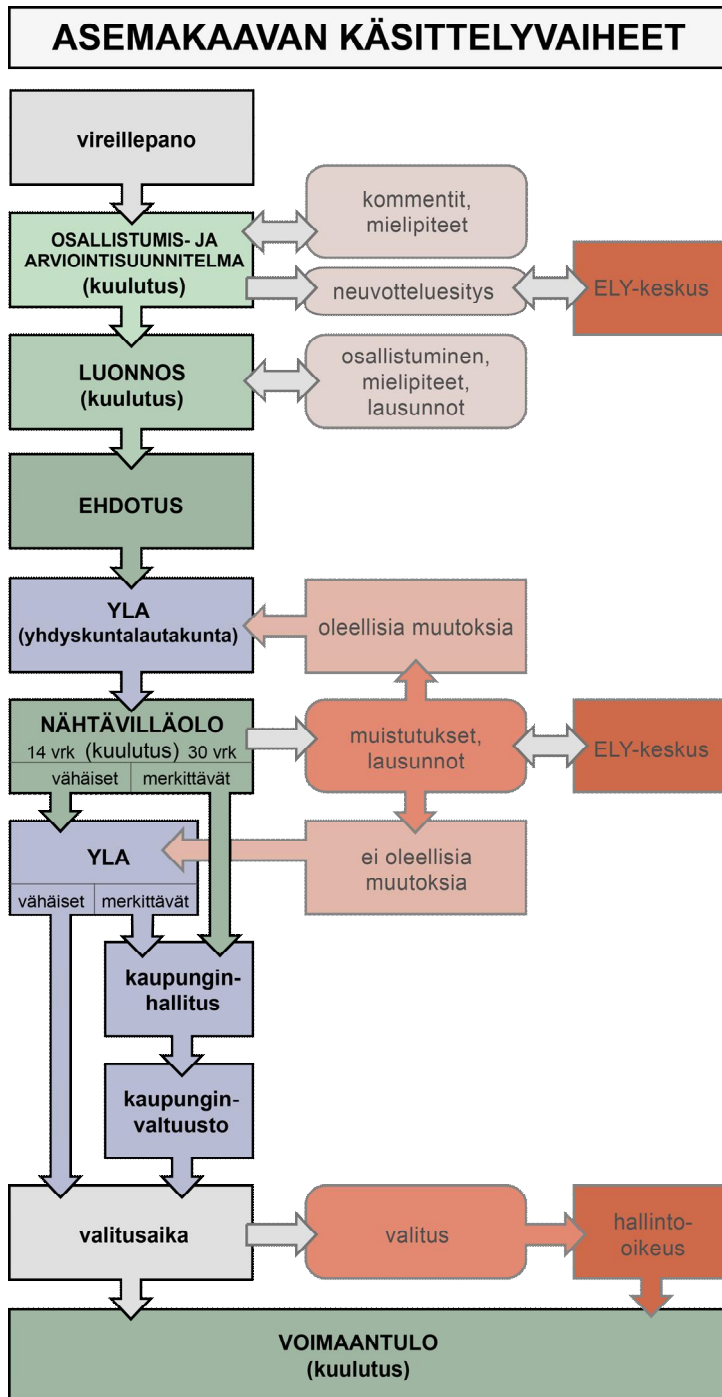 ASEMAKAAVAN KÄSITTELYVAIHEET
vireillepano
kommentit,
mielipiteet
OSALLISTUMIS- JA
ARVIOINTISUUNNITELMA
(kuulutus)
neuvotteluesitys
ELY-keskus
LUONNOS
(kuulutus)
osallistuminen,
mielipiteet,
lausunnot
EHDOTUS
YLA
(yhdyskuntalautakunta)
oleellisia muutoksia
NÄHTÄVILLÄOLO
14 vrk (kuulutus) 30 vrk
vähäiset merkittävät
muistutukset,
lausunnot
ELY-keskus
YLA
vähäiset merkittävät
ei oleellisia
muutoksia
kaupungin-
hallitus
kaupungin-
valtuusto
valitusaika
valitus
hallinto-
oikeus
VOIMAANTULO
(kuulutus)